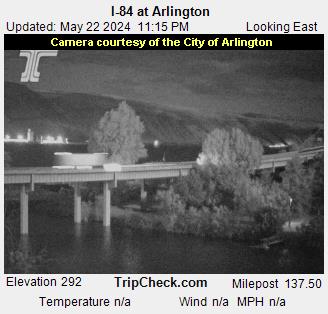 I-84 at Arlington
Updated: May 22 2024 11:15 PM Looking East
Camera courtesy of the City of Arlington
Elevation 292 TripCheck.com Milepost 137.50
Temperature n/a Wind n/a MPH n/a